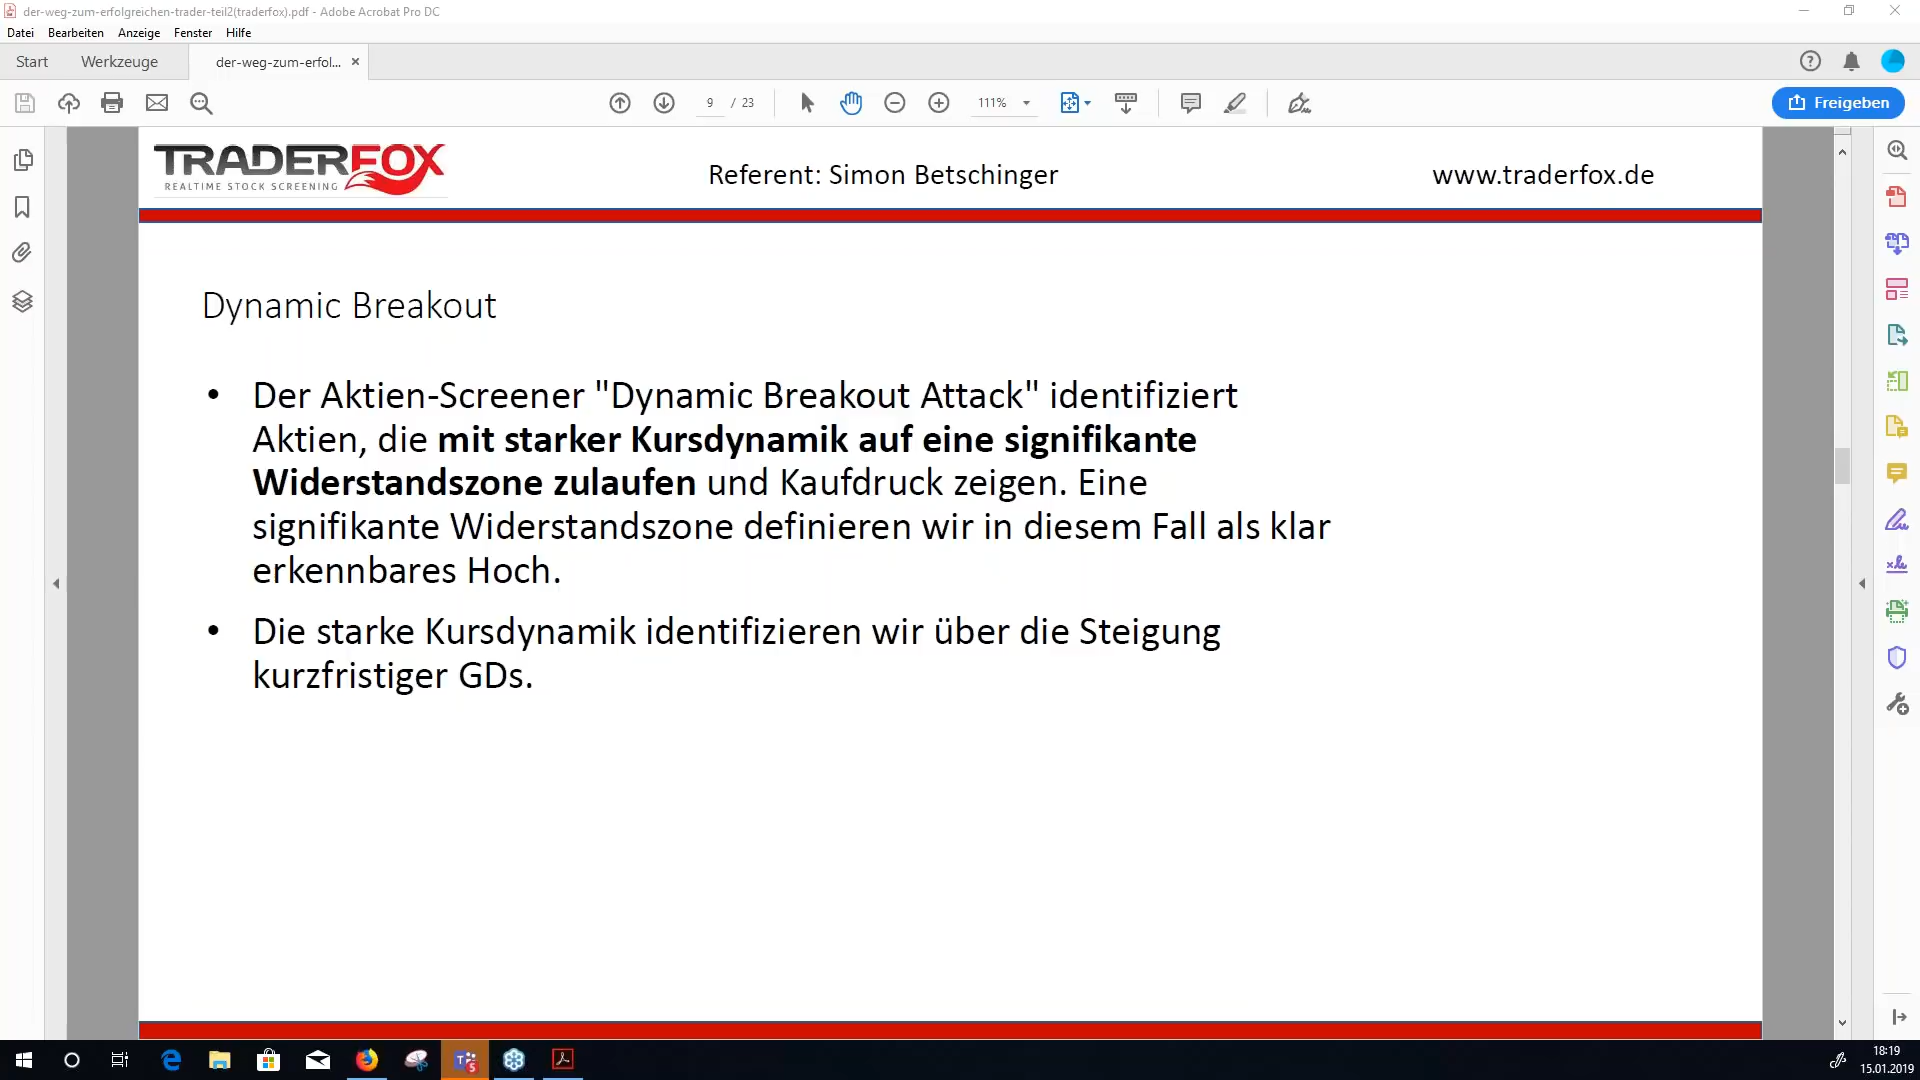 der-weg-zum-erfolgreichen-trader-teil2(traderfox).pdf - Adobe Acrobat Pro DC
Datei Bearbeiten Anzeige Fenster Hilfe
Start Werkzeuge der-weg-zum-erfol...
9 / 23 111% Freigeben
TRADERFOX
REALTIME STOCK SCREENING
Referent: Simon Betschinger
www.traderfox.de
Dynamic Breakout
• Der Aktien-Screener "Dynamic Breakout Attack" identifiziert
Aktien, die mit starker Kursdynamik auf eine signifikante
Widerstandszone zulaufen und Kaufdruck zeigen. Eine
signifikante Widerstandszone definieren wir in diesem Fall als klar
erkennbares Hoch.
• Die starke Kursdynamik identifizieren wir über die Steigung
kurzfristiger GDs.
18:19
15.01.2019